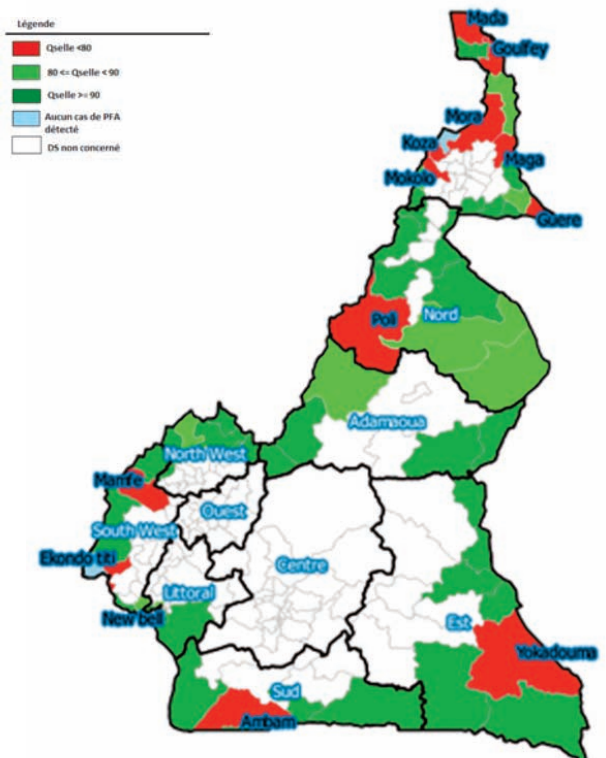 Légende
Qselle <80
80 <= Qselle < 90
Qselle >= 90
Aucun cas de PFA
détecté
DS non concerné
Mada
Goulfey
Mora
Koza
Maga
Mokolo
Guere
Poli
Nord
Adamaoua
North West
Mamfe
Ouest
South West
Ekondo titi
Centre
Littoral
New bell
Est
Yokadouma
Sud
Ambam